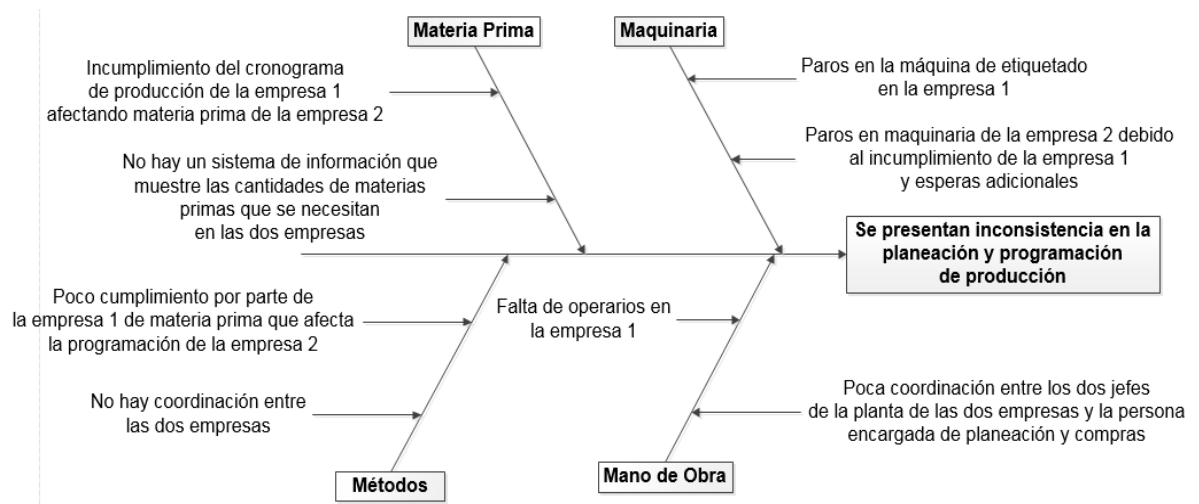 Materia Prima
Maquinaria
Incumplimiento del cronograma
de producción de la empresa 1
afectando materia prima de la empresa 2
Paros en la máquina de etiquetado
en la empresa 1
No hay un sistema de información que
muestre las cantidades de materias
primas que se necesitan
en las dos empresas
Paros en maquinaria de la empresa 2 debido
al incumplimiento de la empresa 1
y esperas adicionales
Se presentan inconsistencia en la
planeación y programación
de producción
Poco cumplimiento por parte de
la empresa 1 de materia prima que afecta
la programación de la empresa 2
Falta de operarios en
la empresa 1
No hay coordinación entre
las dos empresas
Poca coordinación entre los dos jefes
de la planta de las dos empresas y la persona
encargada de planeación y compras
Métodos
Mano de Obra